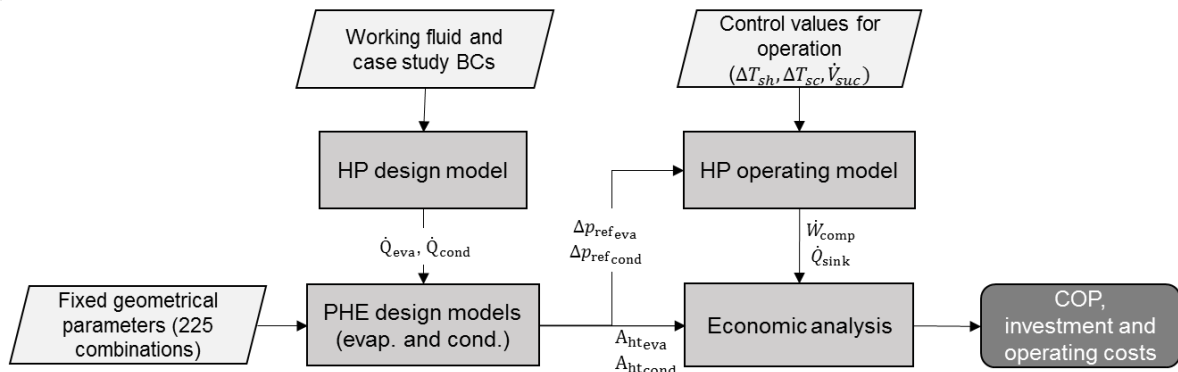 Working fluid and
case study BCs
Control values for
operation
(ΔT_sh, ΔT_sc, V̇_suc)
HP design model
HP operating model
Q̇_eva, Q̇_cond
Δp_ref_eva
Δp_ref_cond
Ẇ_comp
Q̇_sink
Fixed geometrical
parameters (225
combinations)
PHE design models
(evap. and cond.)
A_ht_eva
A_ht_cond
Economic analysis
COP,
investment and
operating costs